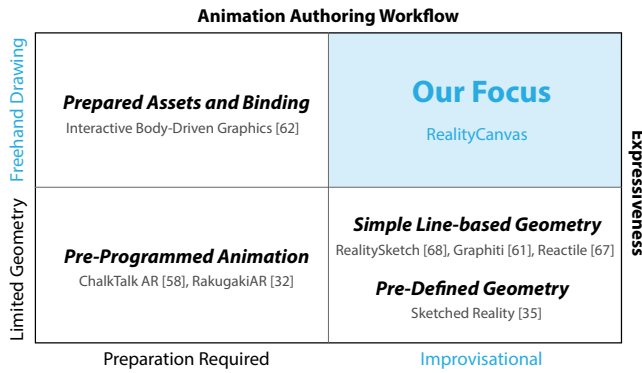 Animation Authoring Workflow
Freehand Drawing
Prepared Assets and Binding
Interactive Body-Driven Graphics [62]
Our Focus
RealityCanvas
Expressiveness
Limited Geometry
Pre-Programmed Animation
ChalkTalk AR [58], RakugakiAR [32]
Simple Line-based Geometry
RealitySketch [68], Graphiti [61], Reactile [67]
Pre-Defined Geometry
Sketched Reality [35]
Preparation Required
Improvisational